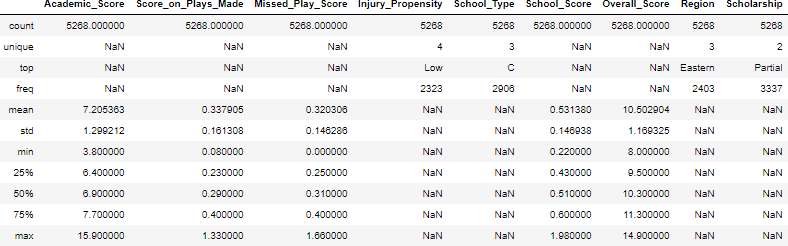 Academic_Score Score_on_Plays_Made Missed_Play_Score Injury_Propensity School_Type School_Score Overall_Score Region Scholarship
count 5268.000000 5268.000000 5268.000000 5268 5268 5268.000000 5268.000000 5268 5268
unique NaN NaN NaN 4 3 NaN NaN 3 2
top NaN NaN NaN Low C NaN NaN Eastern Partial
freq NaN NaN NaN 2323 2906 NaN NaN 2403 3337
mean 7.205363 0.337905 0.320306 NaN NaN 0.531380 10.502904 NaN NaN
std 1.299212 0.161308 0.146286 NaN NaN 0.146938 1.169325 NaN NaN
min 3.800000 0.080000 0.000000 NaN NaN 0.220000 8.000000 NaN NaN
25% 6.400000 0.230000 0.250000 NaN NaN 0.430000 9.500000 NaN NaN
50% 6.900000 0.290000 0.310000 NaN NaN 0.510000 10.300000 NaN NaN
75% 7.700000 0.400000 0.400000 NaN NaN 0.600000 11.300000 NaN NaN
max 15.900000 1.330000 1.660000 NaN NaN 1.980000 14.900000 NaN NaN